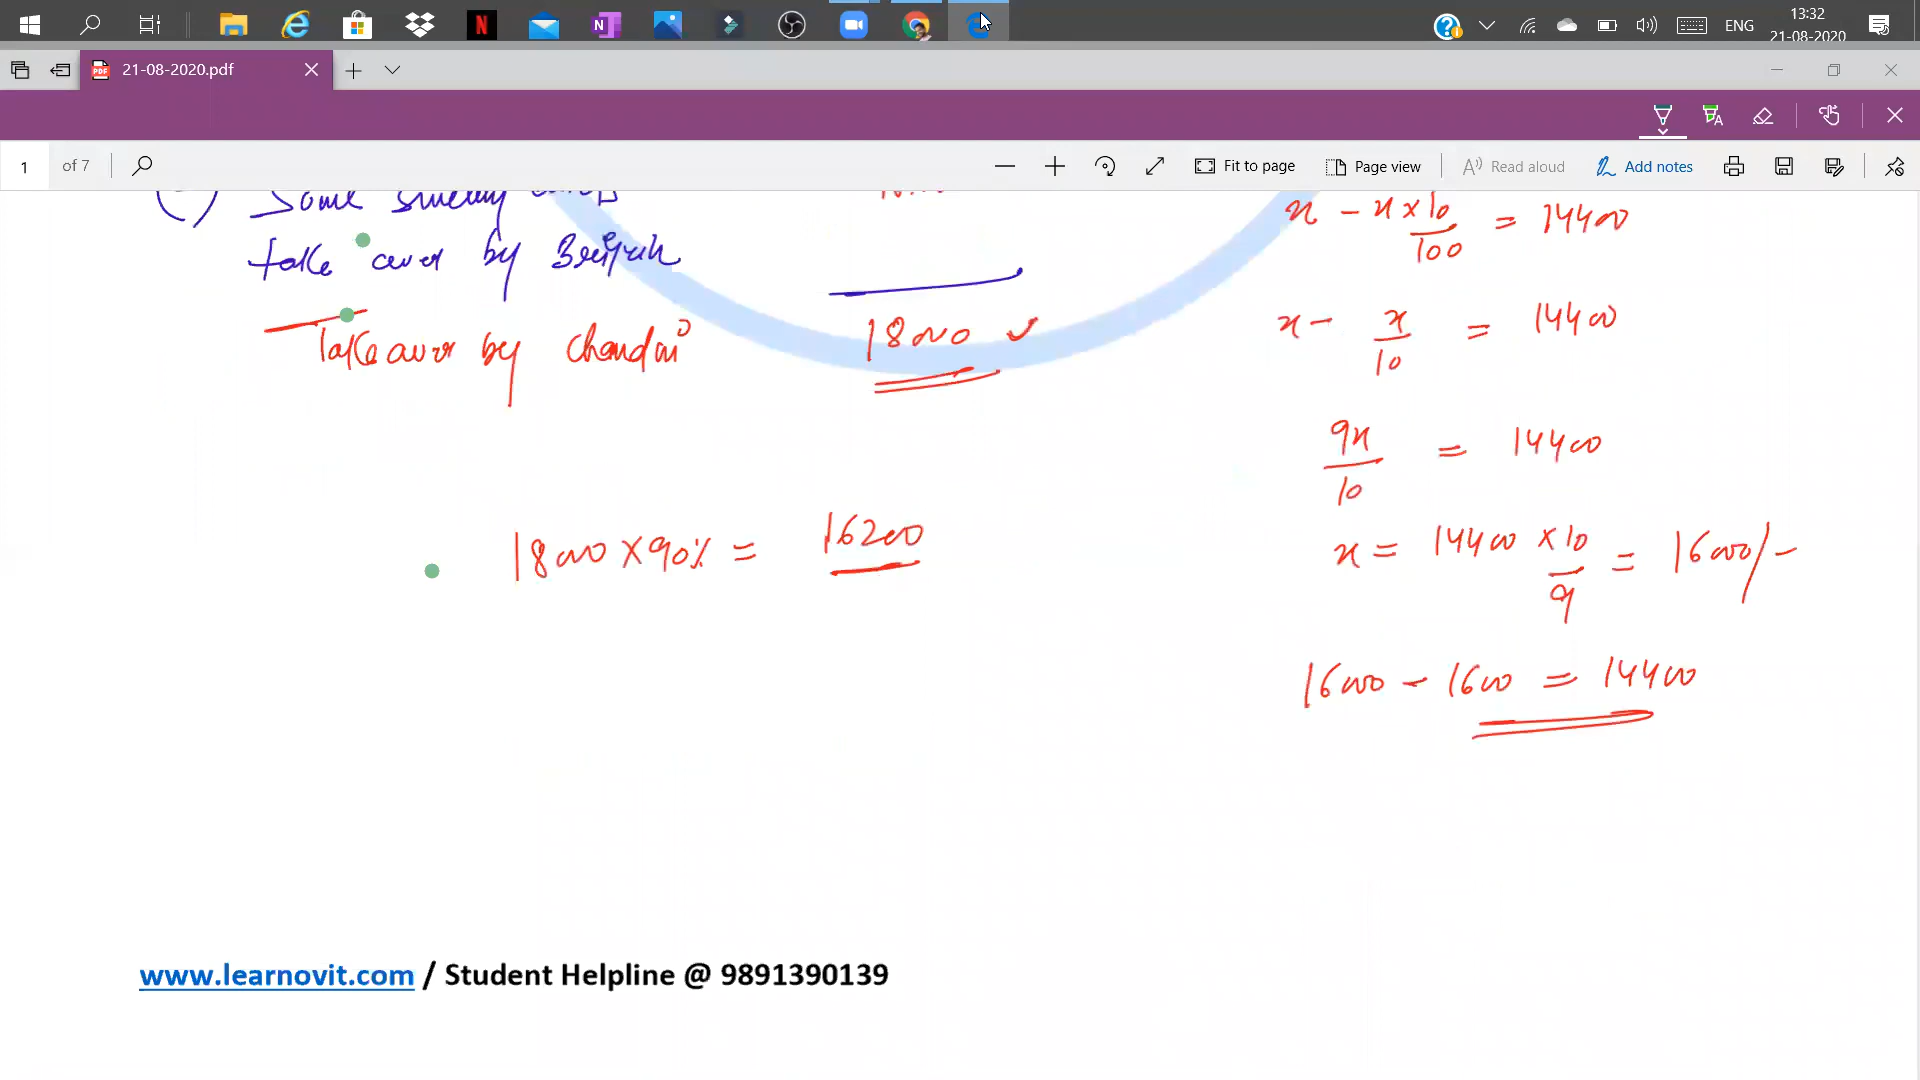 13:32
ENG
21-08-2020
21-08-2020.pdf
1 of 7
Fit to page
Page view
Read aloud
Add notes
(-) Some
take over by
Takeover by chandni
18000 ✓
18000 × 90% = 16200
x - x × 10/100 = 14400
x - x/10 = 14400
9x/10 = 14400
x = 14400 × 10/9 = 16000/-
16000 - 1600 = 14400
www.learnovit.com / Student Helpline @ 9891390139